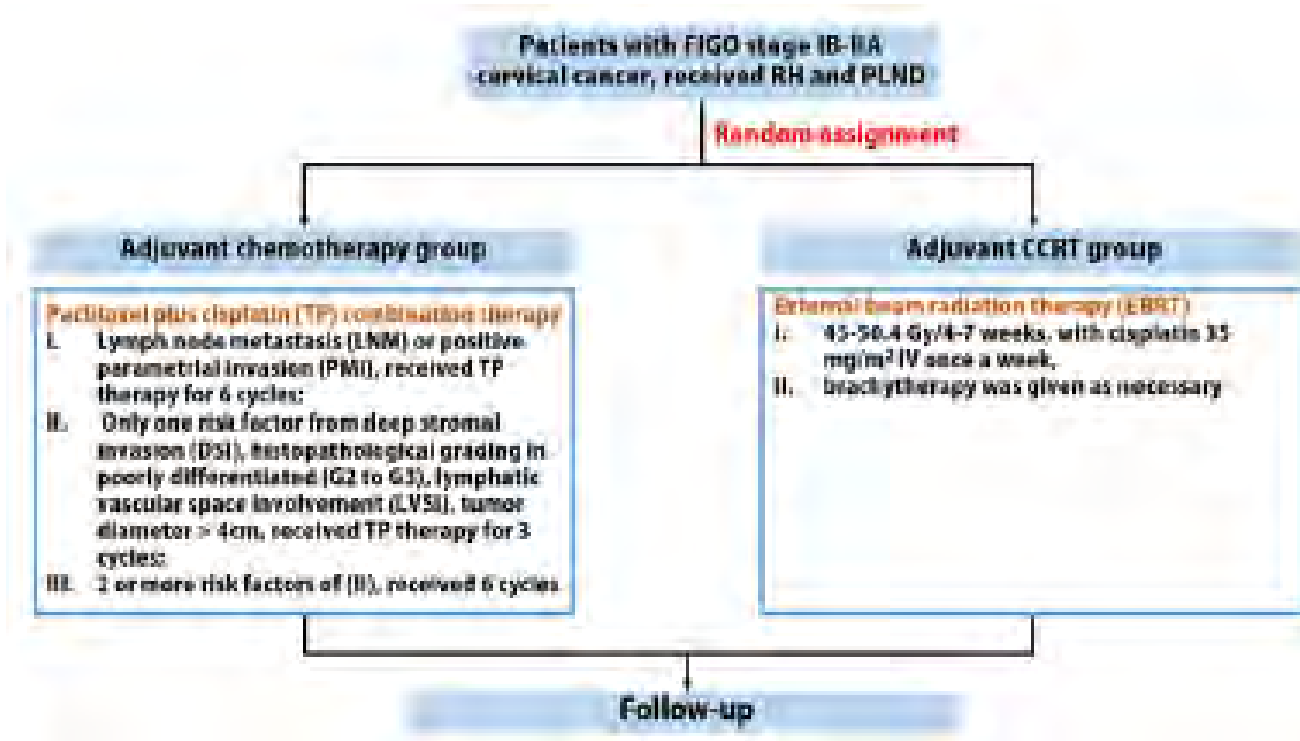 Patients with FIGO stage IB-IIA
cervical cancer, received RH and PLND
Random assignment
Adjuvant chemotherapy group
Paclitaxel plus cisplatin (TP) combination therapy
I. Lymph node metastasis (LNM) or positive
parametrial invasion (PMI), received TP
therapy for 6 cycles;
II. Only one risk factor from deep stromal
invasion (DSI), histopathological grading in
poorly differentiated (G2 to G3), lymphatic
vascular space involvement (LVSI), tumor
diameter > 4cm, received TP therapy for 3
cycles;
III. 2 or more risk factors of (II), received 6 cycles
Adjuvant CCRT group
External beam radiation therapy (EBRT)
I. 45-50.4 Gy/4-7 weeks, with cisplatin 35
mg/m² IV once a week,
II. brachytherapy was given as necessary
Follow-up